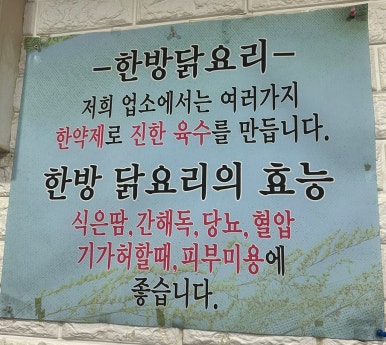 -한방닭요리-
저희 업소에서는 여러가지
한약제로 진한 육수를 만듭니다.
한방 닭요리의 효능
식은땀, 간해독, 당뇨, 혈압
기가허할때, 피부미용에
좋습니다.